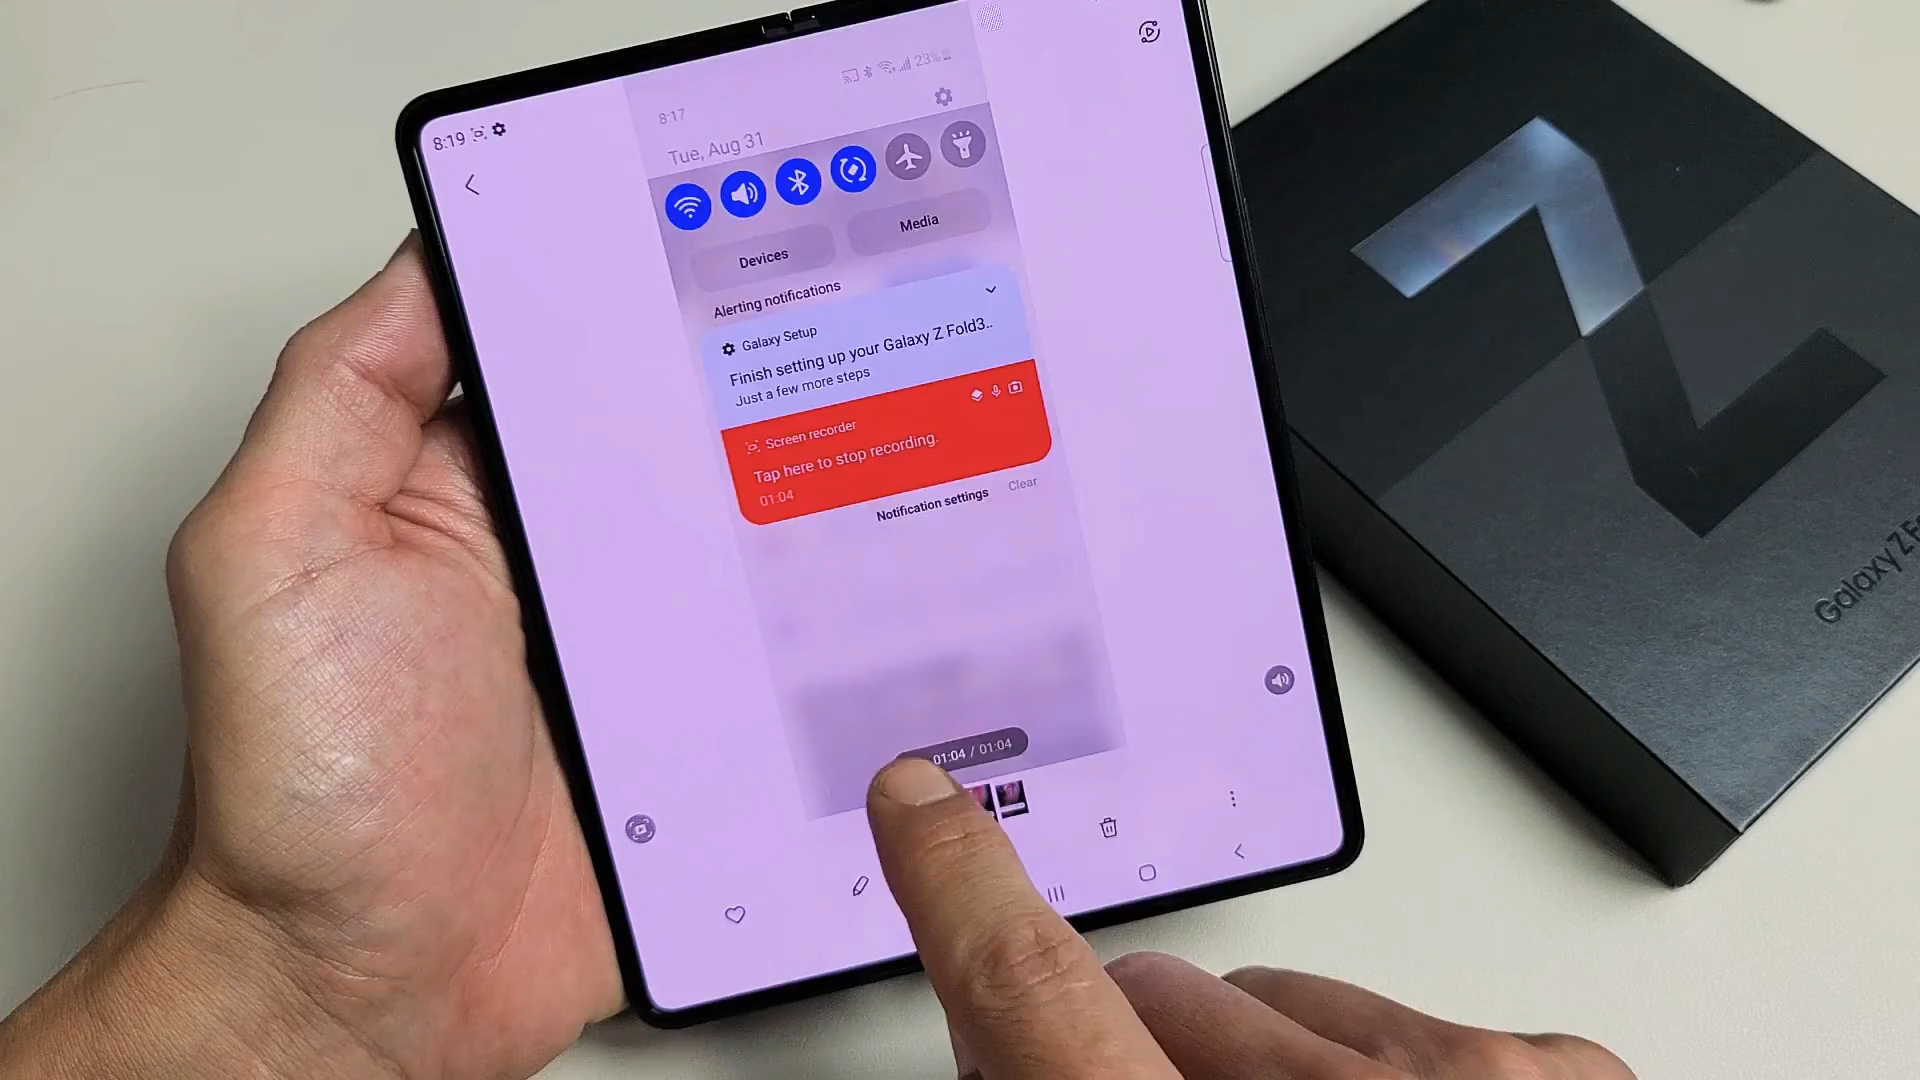 8:19
8:17
23%
Tue, Aug 31
Devices
Media
Alerting notifications
Galaxy Setup
Finish setting up your Galaxy Z Fold3..
Just a few more steps
Screen recorder
Tap here to stop recording.
01:04
Notification settings
Clear
01:04 / 01:04
Z
Galaxy Z